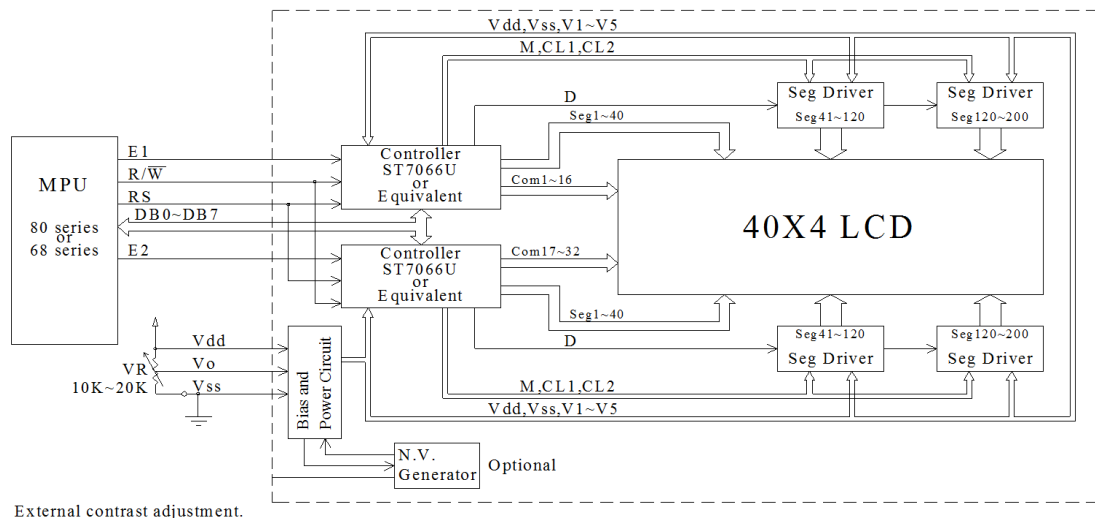 Vdd,Vss,V1~V5
M,CL1,CL2
D
Seg1~40
Seg Driver
Seg41~120
Seg Driver
Seg120~200
MPU
80 series
or
68 series
E1
R/W̅
RS
DB0~DB7
E2
Controller
ST7066U
or
Equivalent
Com1~16
40X4 LCD
Controller
ST7066U
or
Equivalent
Com17~32
Seg1~40
D
Seg41~120
Seg Driver
Seg120~200
Seg Driver
M,CL1,CL2
Vdd,Vss,V1~V5
Vdd
VR
Vo
10K~20K
Vss
Bias and
Power Circuit
N.V.
Generator
Optional
External contrast adjustment.